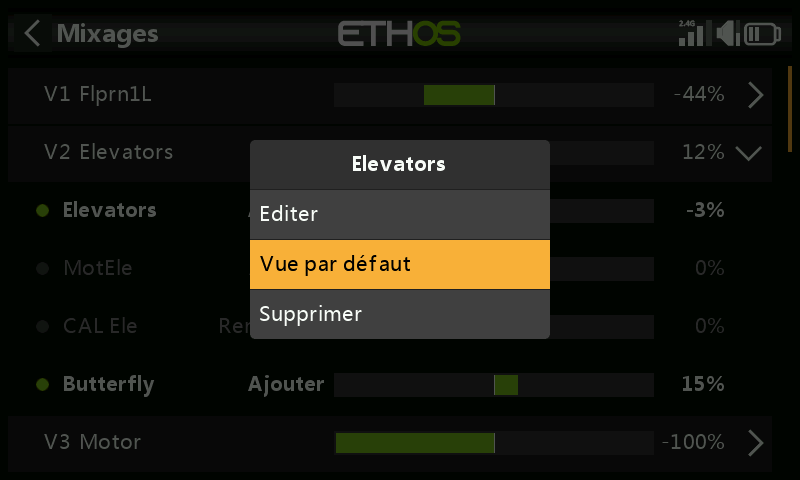 Mixages
ETHOS
2.4G
V1 Flprn1L -44%
V2 Elevators 12%
Elevators
Elevators -3%
Editer
Vue par défaut
MotEle 0%
Supprimer
CAL Ele 0%
Butterfly Ajouter 15%
V3 Motor -100%